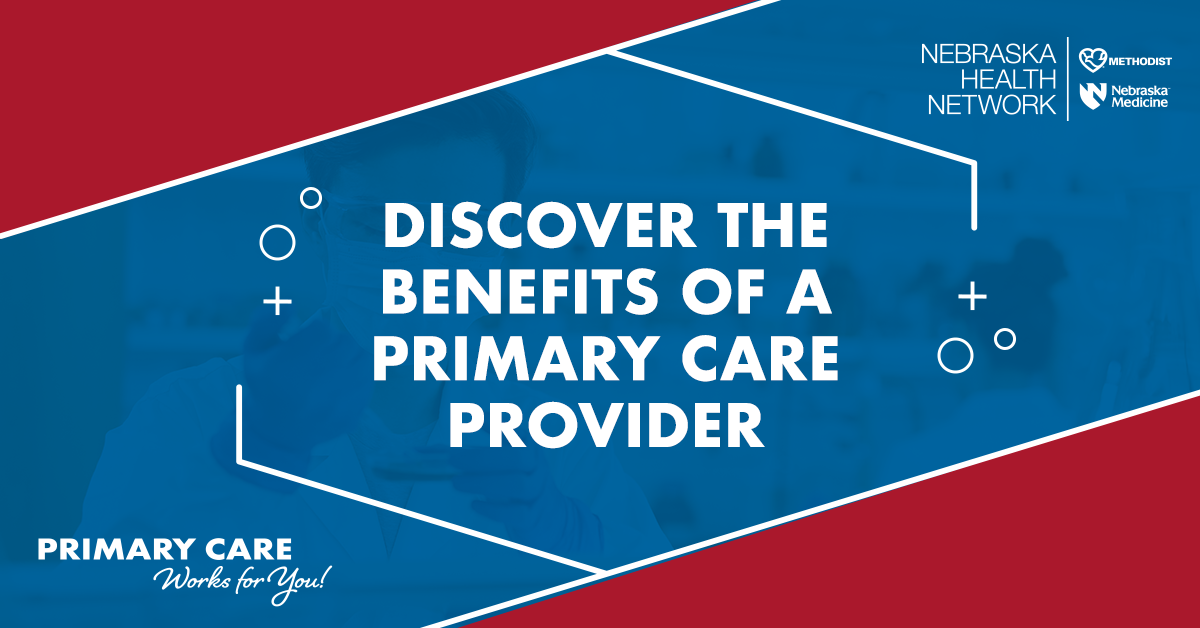 NEBRASKA
HEALTH
NETWORK
METHODIST
Nebraska
Medicine
DISCOVER THE
BENEFITS OF A
PRIMARY CARE
PROVIDER
PRIMARY CARE
Works for You!